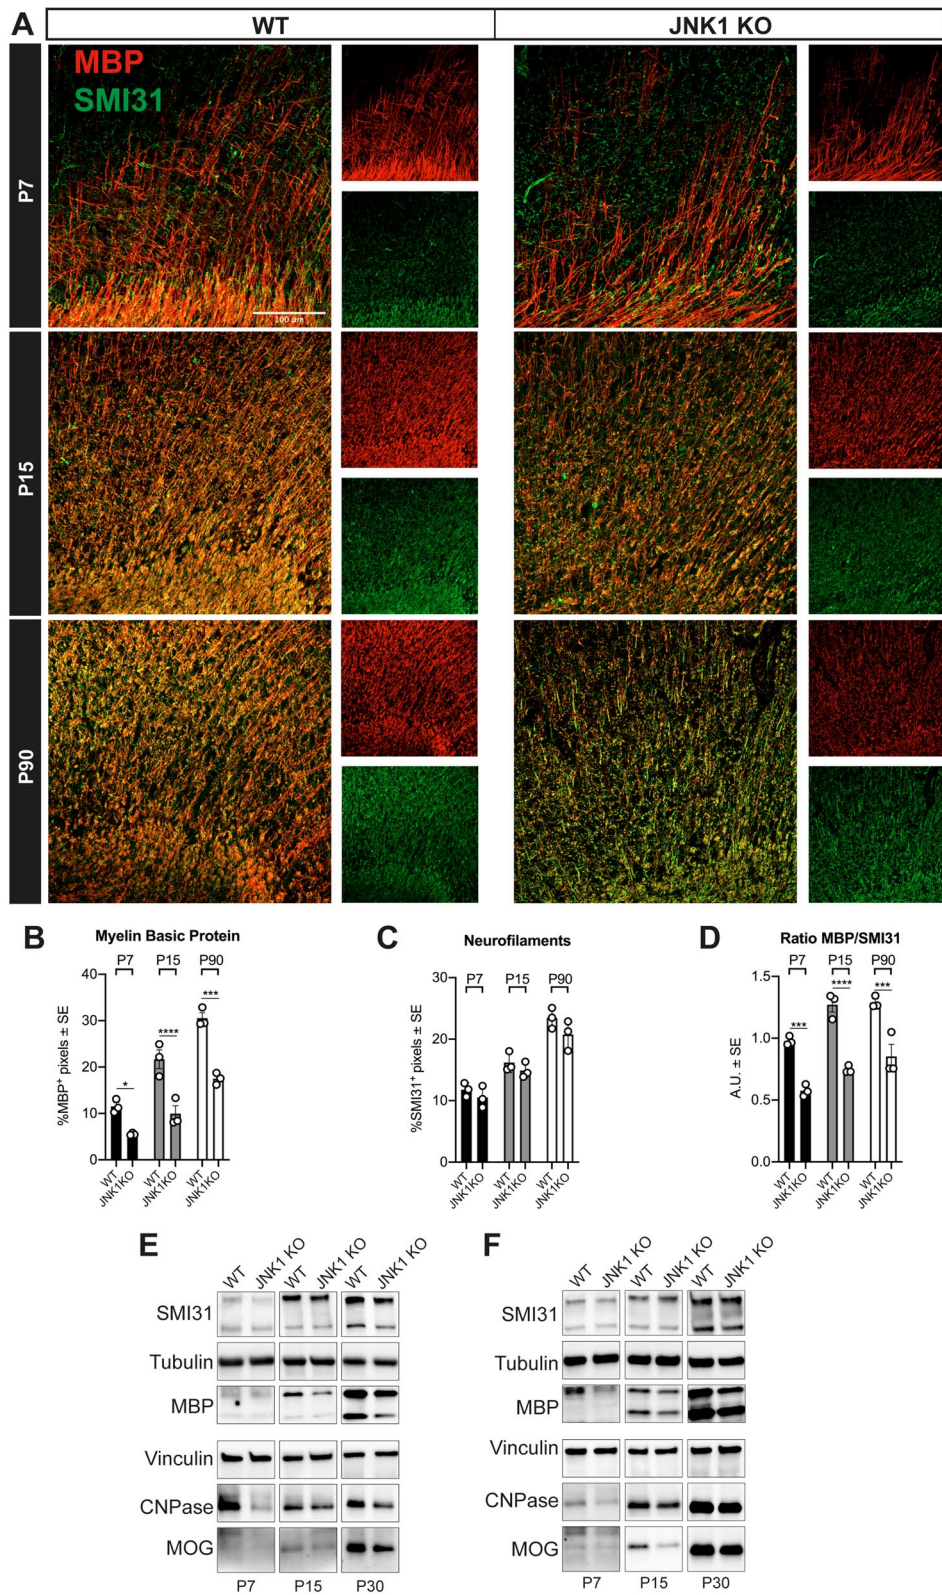 A
WT
JNK1 KO
MBP
SMI31
P7
100 µm
P15
P90
B
Myelin Basic Protein
P7
P15
P90
%MBP⁺ pixels ± SE
40
30
20
10
0
*
****
***
WT
JNK1KO
WT
JNK1KO
WT
JNK1KO
C
Neurofilaments
P7
P15
P90
%SMI31⁺ pixels ± SE
30
20
10
0
WT
JNK1KO
WT
JNK1KO
WT
JNK1KO
D
Ratio MBP/SMI31
P7
P15
P90
A.U. ± SE
1.5
1.0
0.5
0.0
***
****
***
WT
JNK1KO
WT
JNK1KO
WT
JNK1KO
E
WT JNK1 KO WT JNK1 KO WT JNK1 KO
SMI31
Tubulin
MBP
Vinculin
CNPase
MOG
P7 P15 P30
F
WT JNK1 KO WT JNK1 KO WT JNK1 KO
SMI31
Tubulin
MBP
Vinculin
CNPase
MOG
P7 P15 P30